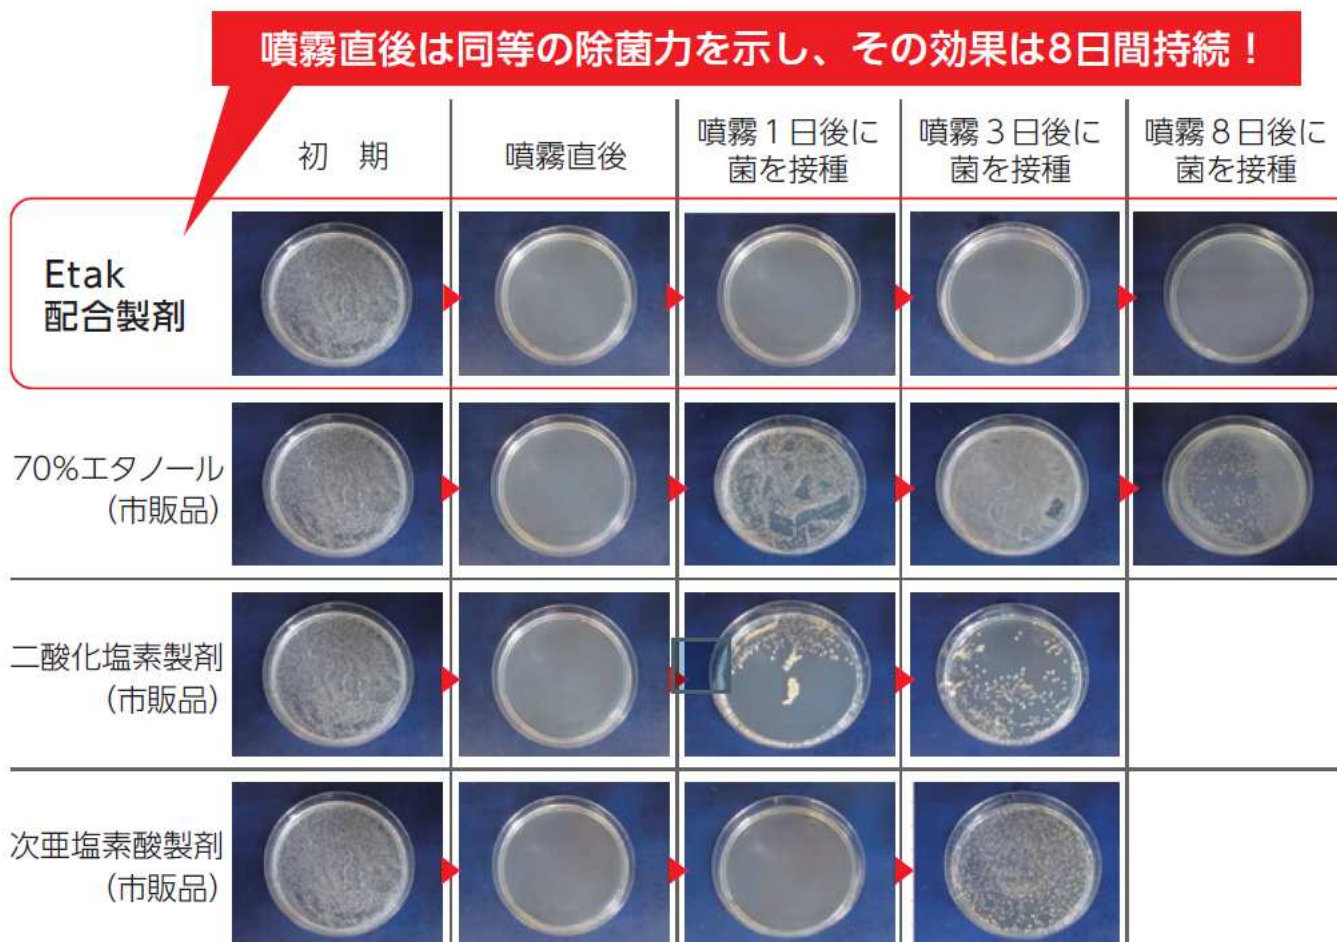 噴霧直後は同等の除菌力を示し、その効果は8日間持続！
初　期
噴霧直後
噴霧１日後に
菌を接種
噴霧３日後に
菌を接種
噴霧８日後に
菌を接種
Etak
配合製剤
70%エタノール
（市販品）
二酸化塩素製剤
（市販品）
次亜塩素酸製剤
（市販品）